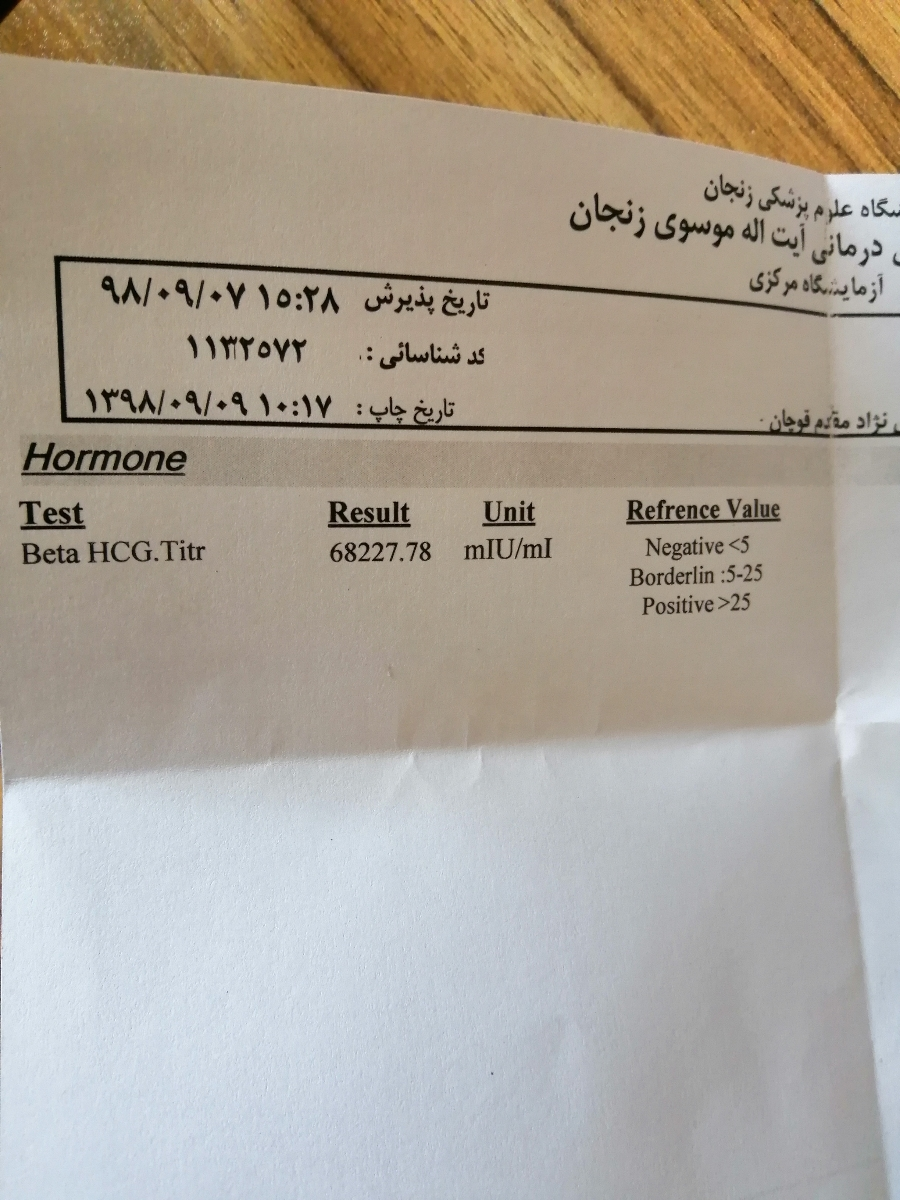 علوم پزشکی زنجان
درمانی آیت اله موسوی زنجان
آزمایشگاه مرکزی
تاریخ پذیرش ۹۸/۰۹/۰۷ ۱۵:۲۸
کد شناسائی : ۱۱۳۲۵۷۲
تاریخ چاپ : ۱۳۹۸/۰۹/۰۹ ۱۰:۱۷
نژاد مقدم قوچان
Hormone
Test Result Unit Refrence Value
Beta HCG.Titr 68227.78 mIU/mI Negative <5
Borderlin :5-25
Positive >25